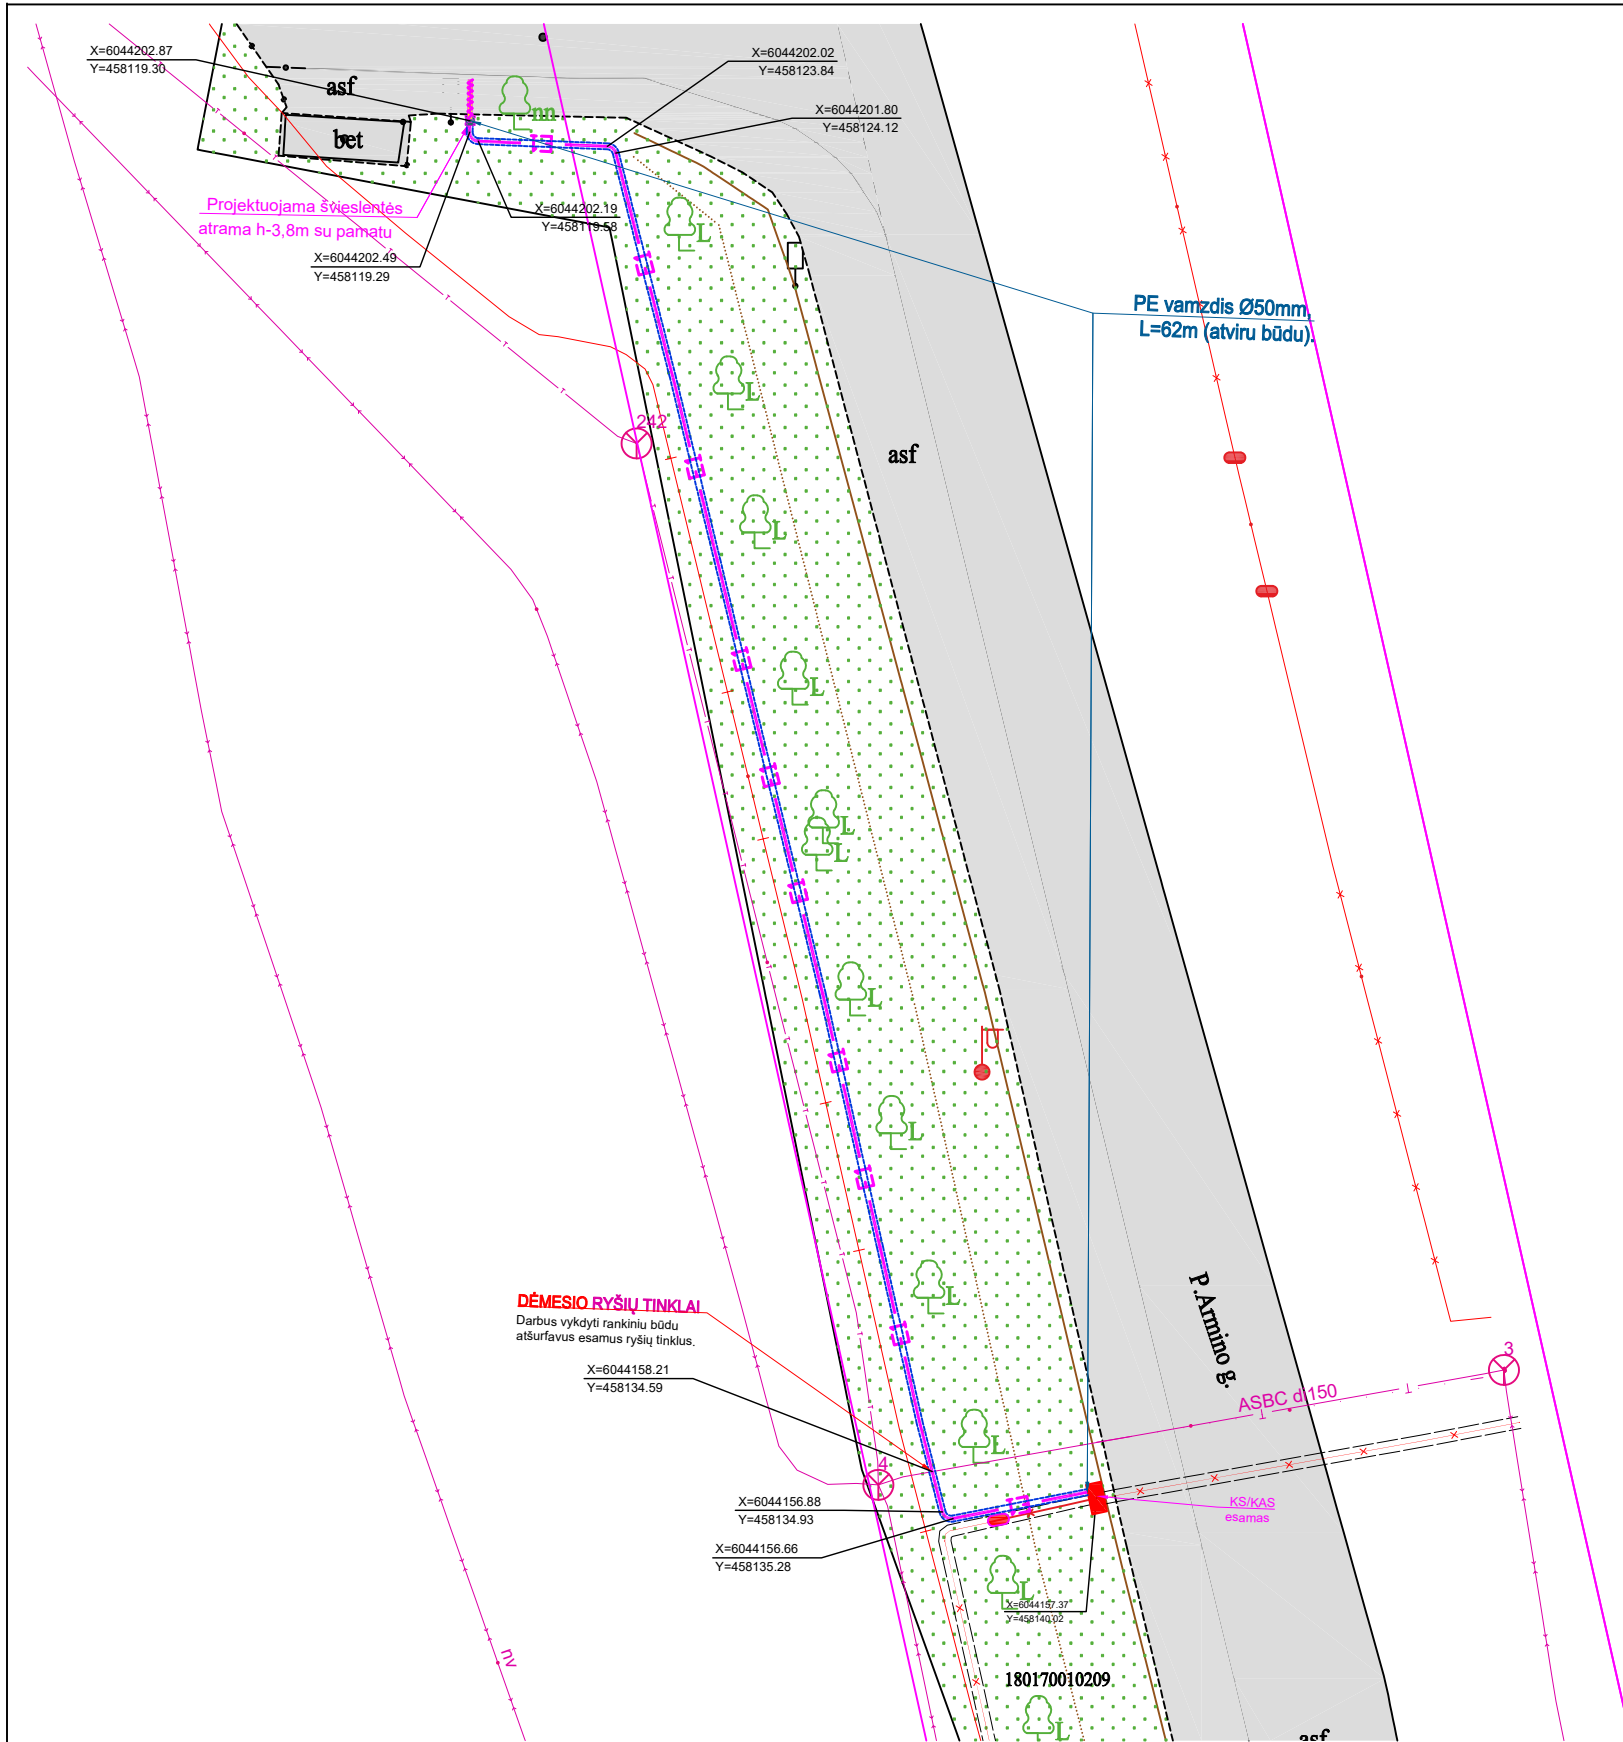 X=6044202.87
Y=458119.30
asf
bet
nn
X=6044202.02
Y=458123.84
X=6044201.80
Y=458124.12
Projektuojama švieslentės
atrama h-3,8m su pamatu
X=6044202.19
Y=458119.58
X=6044202.49
Y=458119.29
L
PE vamzdis Ø50mm,
L=62m (atviru būdu).
L
242
asf
L
L
L
L
L
U
L
L
P.Armino g.
DĖMESIO RYŠIŲ TINKLAI
Darbus vykdyti rankiniu būdu
atšurfavus esamus ryšių tinklus.
X=6044158.21
Y=458134.59
3
ASBC d 150
L
4
X=6044156.88
Y=458134.93
KS/KAS
esamas
X=6044156.66
Y=458135.28
L
X=6044157.37
Y=458140.02
nv
180170010209
L
asf